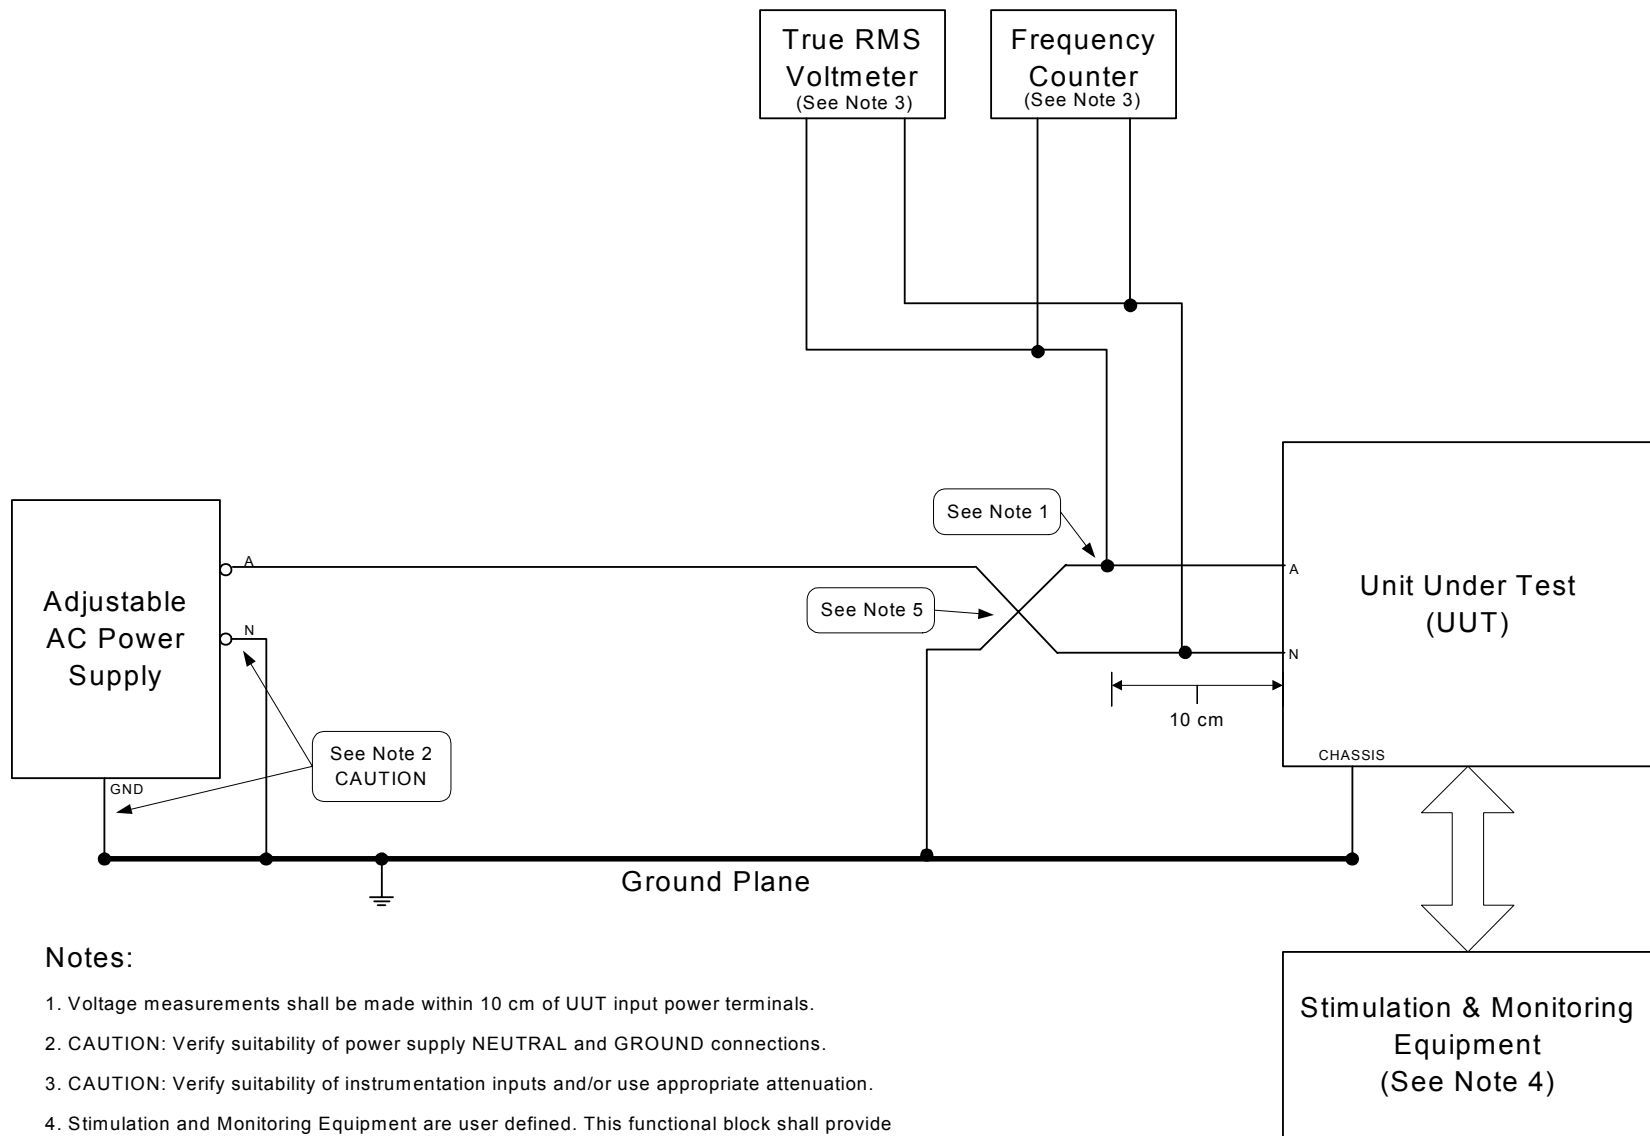 True RMS
Voltmeter
(See Note 3)
Frequency
Counter
(See Note 3)
See Note 1
A
A
Adjustable
AC Power
Supply
Unit Under Test
(UUT)
See Note 5
N
N
10 cm
See Note 2
CAUTION
CHASSIS
GND
Ground Plane
Notes:
1. Voltage measurements shall be made within 10 cm of UUT input power terminals.
2. CAUTION: Verify suitability of power supply NEUTRAL and GROUND connections.
3. CAUTION: Verify suitability of instrumentation inputs and/or use appropriate attenuation.
4. Stimulation and Monitoring Equipment are user defined. This functional block shall provide
Stimulation & Monitoring
Equipment
(See Note 4)